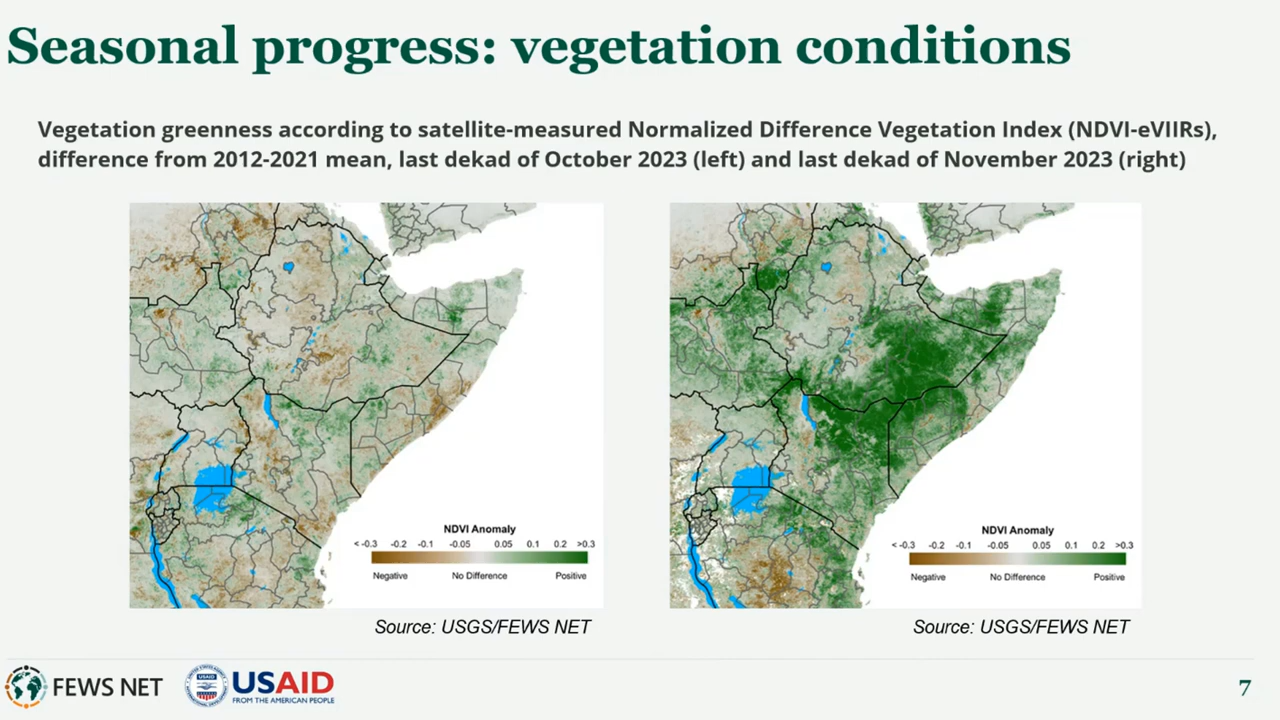 Seasonal progress: vegetation conditions
Vegetation greenness according to satellite-measured Normalized Difference Vegetation Index (NDVI-eVIIRs),
difference from 2012-2021 mean, last dekad of October 2023 (left) and last dekad of November 2023 (right)
NDVI Anomaly
< -0.3 -0.2 -0.1 -0.05 0.05 0.1 0.2 >0.3
Negative No Difference Positive
Source: USGS/FEWS NET
NDVI Anomaly
< -0.3 -0.2 -0.1 -0.05 0.05 0.1 0.2 >0.3
Negative No Difference Positive
Source: USGS/FEWS NET
FEWS NET
USAID
FROM THE AMERICAN PEOPLE
7